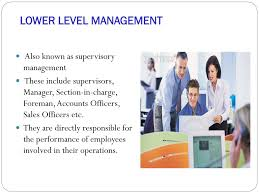 LOWER LEVEL MANAGEMENT
Also known as supervisory
management
These include supervisors,
Manager, Section-in-charge,
Foreman, Accounts Officers,
Sales Officers etc.
They are directly responsible for
the performance of employees
involved in their operations.